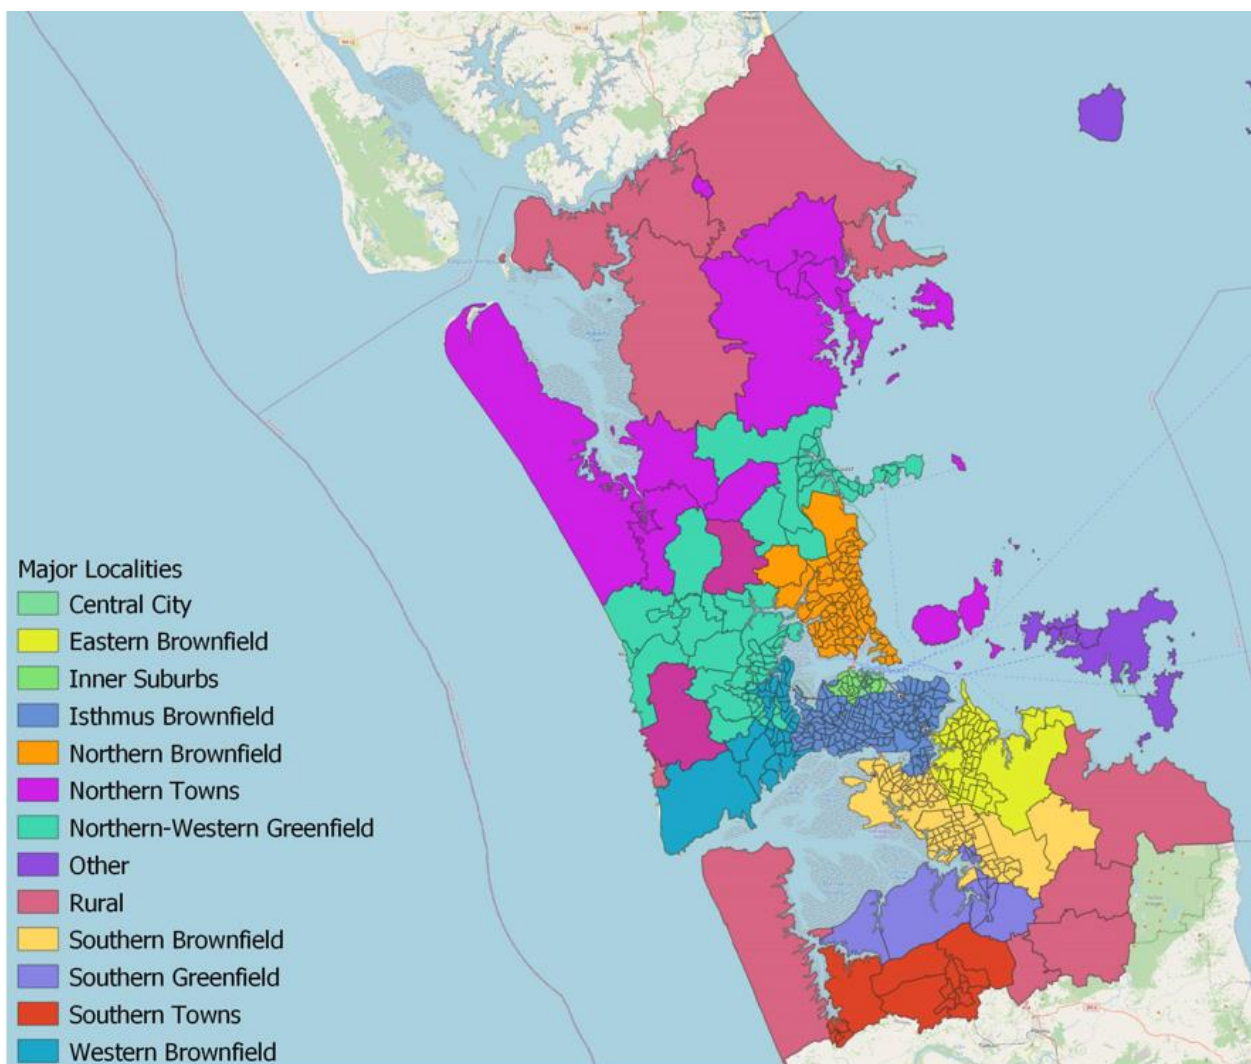 Major Localities
Central City
Eastern Brownfield
Inner Suburbs
Isthmus Brownfield
Northern Brownfield
Northern Towns
Northern-Western Greenfield
Other
Rural
Southern Brownfield
Southern Greenfield
Southern Towns
Western Brownfield